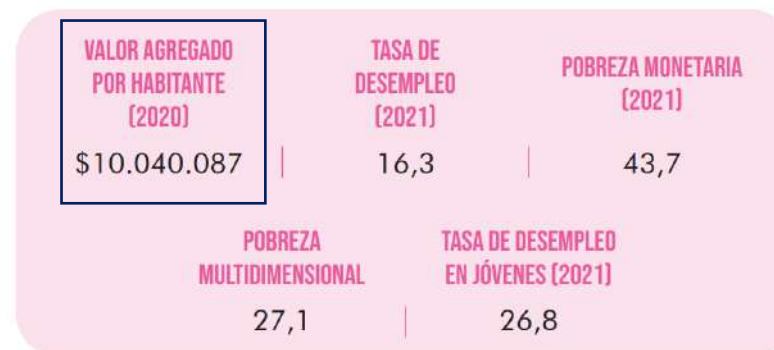 VALOR AGREGADO
POR HABITANTE
(2020)
$10.040.087
TASA DE
DESEMPLEO
(2021)
16,3
POBREZA MONETARIA
(2021)
43,7
POBREZA
MULTIDIMENSIONAL
27,1
TASA DE DESEMPLEO
EN JÓVENES (2021)
26,8